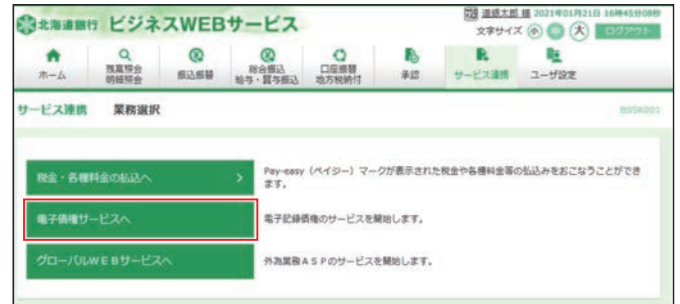 北海道銀行 ビジネスWEBサービス
道銀太郎 様 2021年01月21日 16時45分08秒
文字サイズ 小 中 大 ログアウト
ホーム
残高照会
明細照会
振込振替
総合振込
給与・賞与振込
口座振替
地方税納付
承認
サービス連携
ユーザ設定
サービス連携 業務選択
BSSK001
税金・各種料金の払込へ
Pay-easy（ペイジー）マークが表示された税金や各種料金等の払込みをおこなうことができ
ます。
電子債権サービスへ
電子記録債権のサービスを開始します。
グローバルWEBサービスへ
外為業務ASPのサービスを開始します。